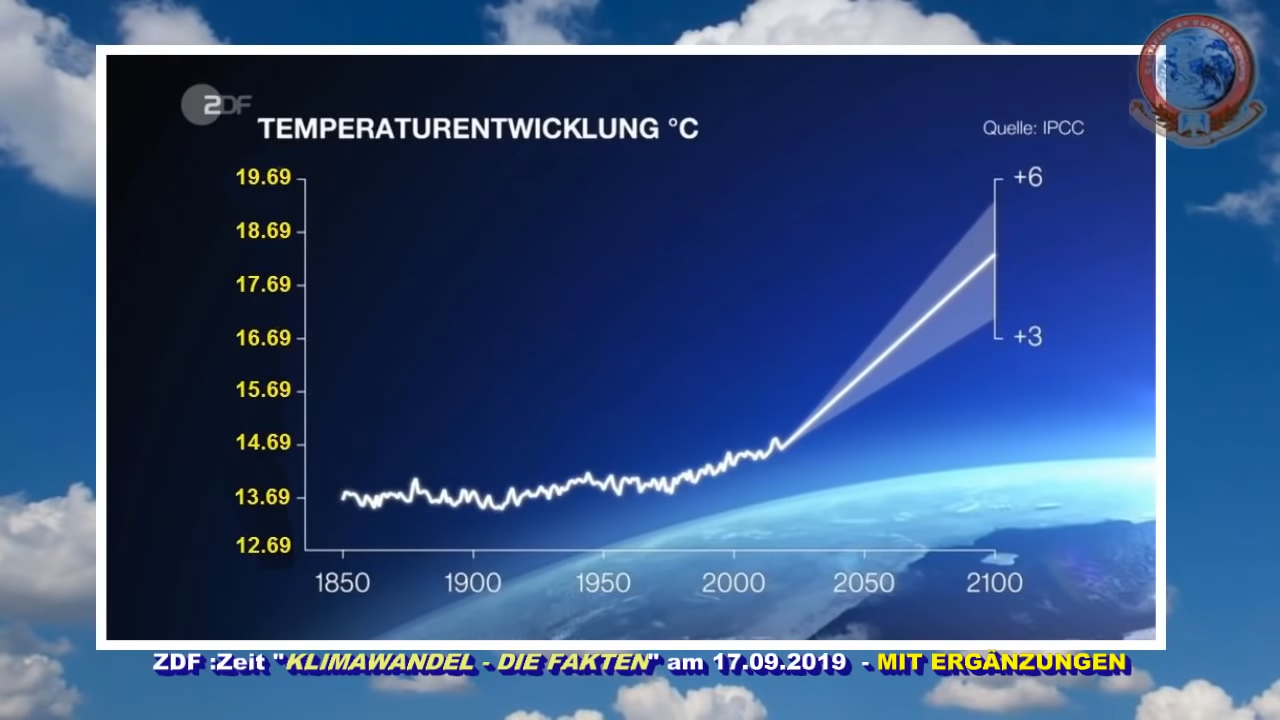 ZDF
TEMPERATURENTWICKLUNG °C
Quelle: IPCC
19.69
18.69
17.69
16.69
15.69
14.69
13.69
12.69
+6
+3
1850 1900 1950 2000 2050 2100
ZDF :Zeit "KLIMAWANDEL - DIE FAKTEN" am 17.09.2019 - MIT ERGÄNZUNGEN